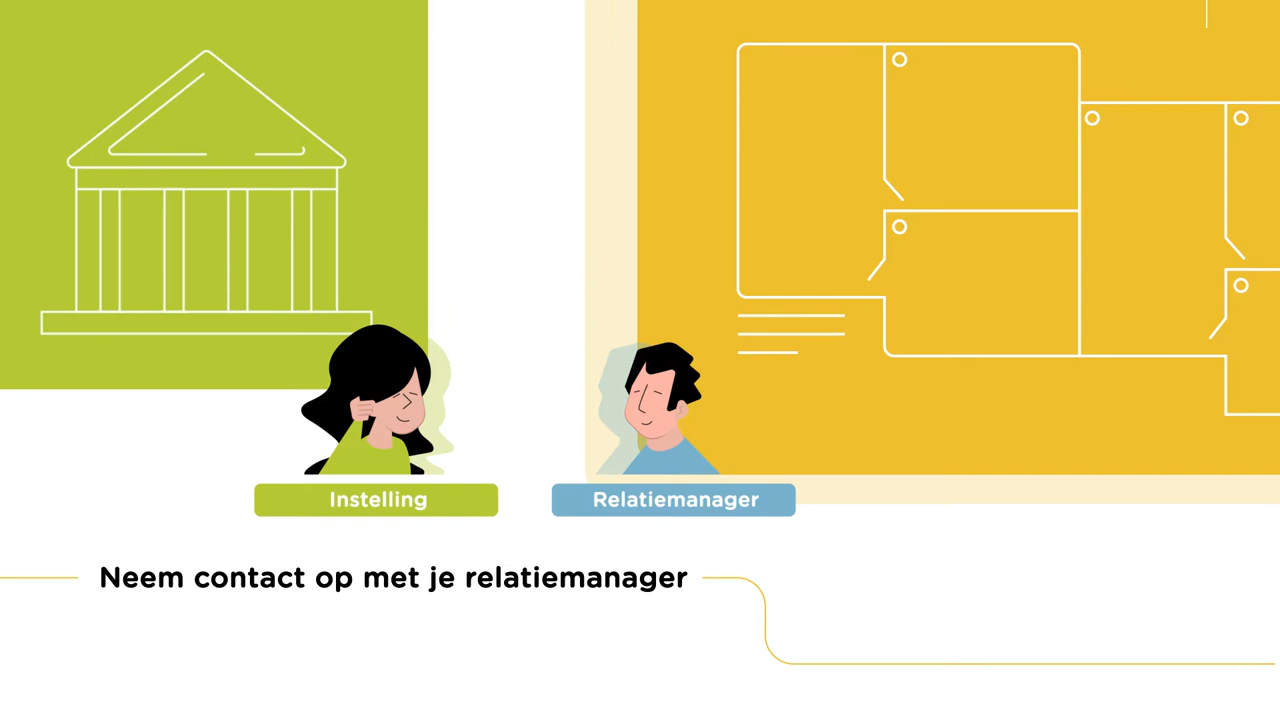 Instelling
Relatiemanager
Neem contact op met je relatiemanager